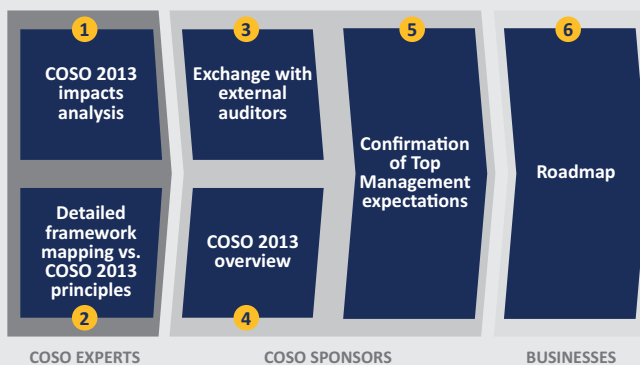 1
COSO 2013
impacts
analysis
Detailed
framework
mapping vs.
COSO 2013
principles
2
3
Exchange with
external
auditors
COSO 2013
overview
4
5
Confirmation
of Top
Management
expectations
6
Roadmap
COSO EXPERTS
COSO SPONSORS
BUSINESSES